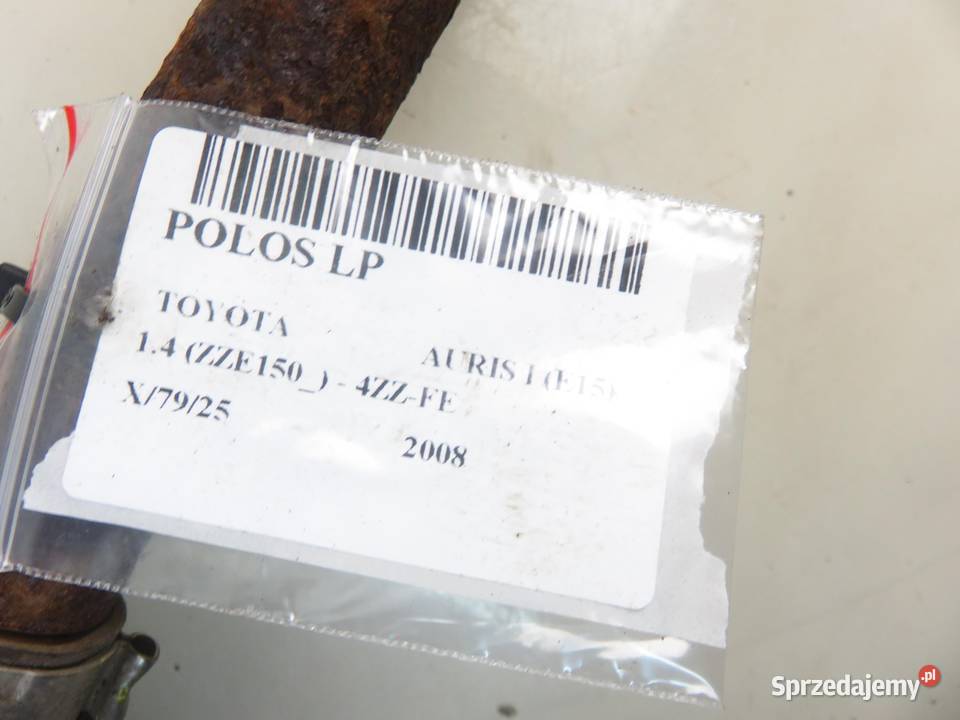 POLOS LP
TOYOTA
AURIS I (E15)
1.4 (ZZE150_) - 4ZZ-FE
X/79/25
2008
Sprzedajemy.pl